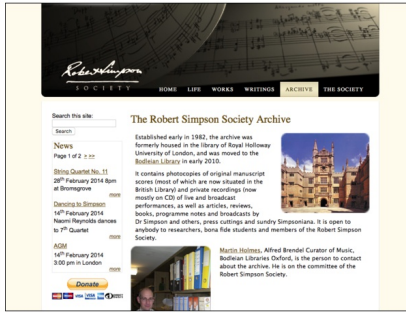 Robert Simpson
SOCIETY
HOME LIFE WORKS WRITINGS ARCHIVE THE SOCIETY
Search this site:
Search
News
Page 1 of 2 > >>
String Quartet No. 11
28th February 2014 8pm
at Bromsgrove
more
Dancing to Simpson
14th February 2014
Naomi Reynolds dances
to 7th Quartet
more
AGM
14th February 2014
3:00 pm in London
more
Donate
The Robert Simpson Society Archive
Established early in 1982, the archive was
formerly housed in the library of Royal Holloway
University of London, and was moved to the
Bodleian Library in early 2010.
It contains photocopies of original manuscript
scores (most of which are now situated in the
British Library) and private recordings (now
mostly on CD) of live and broadcast
performances, as well as articles, reviews,
books, programme notes and broadcasts by
Dr Simpson and others, press cuttings and sundry Simpsoniana. It is open to
anybody to researchers, bona fide students and members of the Robert Simpson
Society.
Martin Holmes, Alfred Brendel Curator of Music,
Bodleian Libraries Oxford, is the person to contact
about the archive. He is on the committee of the
Robert Simpson Society.